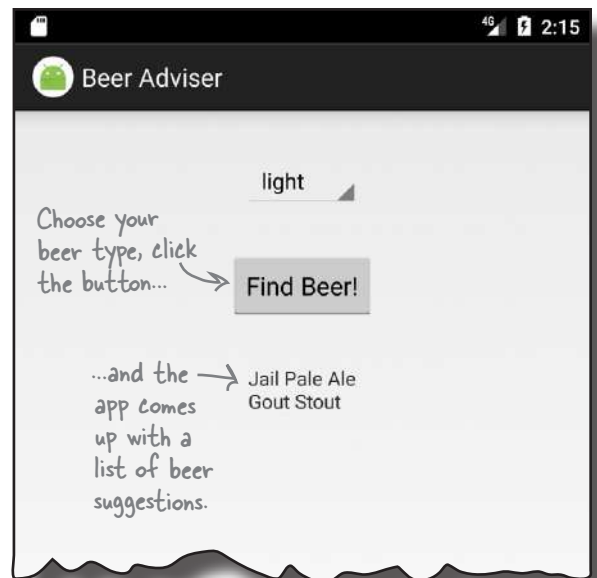 4G 2:15
Beer Adviser
light
Choose your
beer type, click
the button...
Find Beer!
...and the
app comes
up with a
list of beer
suggestions.
Jail Pale Ale
Gout Stout